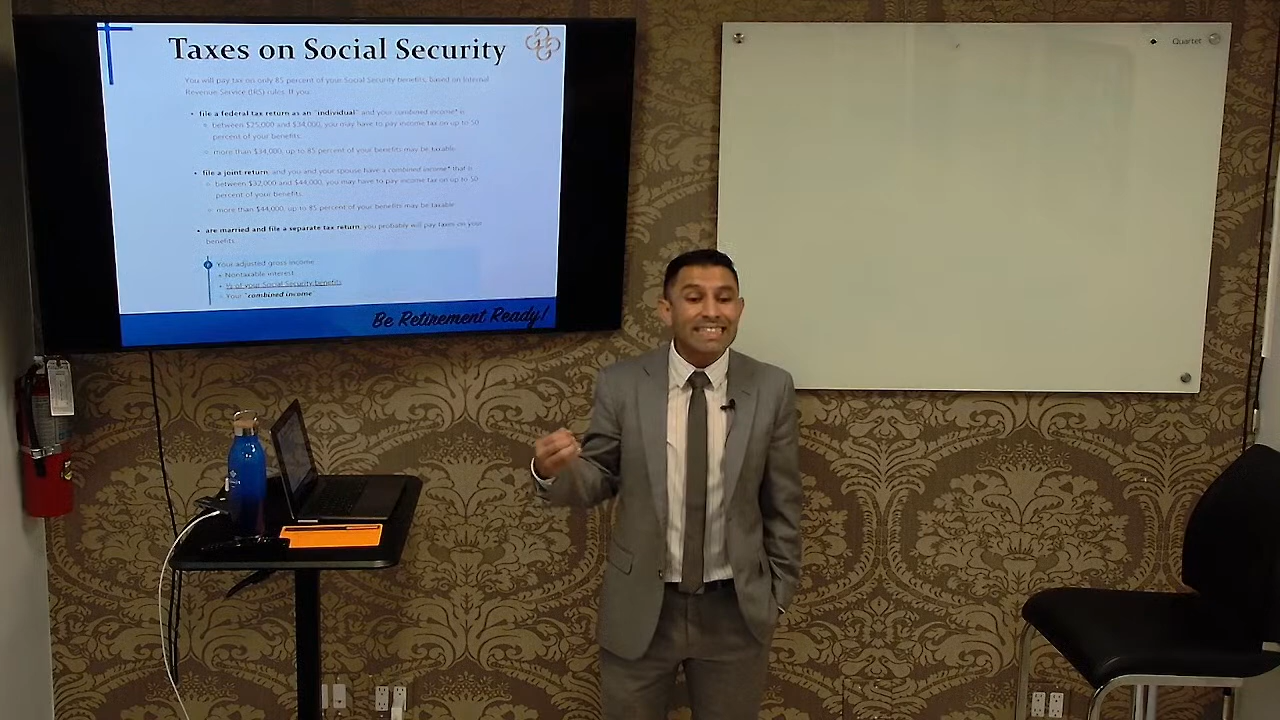 Taxes on Social Security
You will pay tax on only 85 percent of your Social Security benefits, based on Internal
Revenue Service (IRS) rules. If you:
• file a federal tax return as an "individual" and your combined income* is
between $25,000 and $34,000, you may have to pay income tax on up to 50
percent of your benefits.
more than $34,000, up to 85 percent of your benefits may be taxable.
• file a joint return, and you and your spouse have a combined income* that is
between $32,000 and $44,000, you may have to pay income tax on up to 50
percent of your benefits.
more than $44,000, up to 85 percent of your benefits may be taxable.
• are married and file a separate tax return, you probably will pay taxes on your
benefits.
Your adjusted gross income
+ Nontaxable interest
+ ½ of your Social Security benefits
= Your "combined income"
Be Retirement Ready!
Quartet